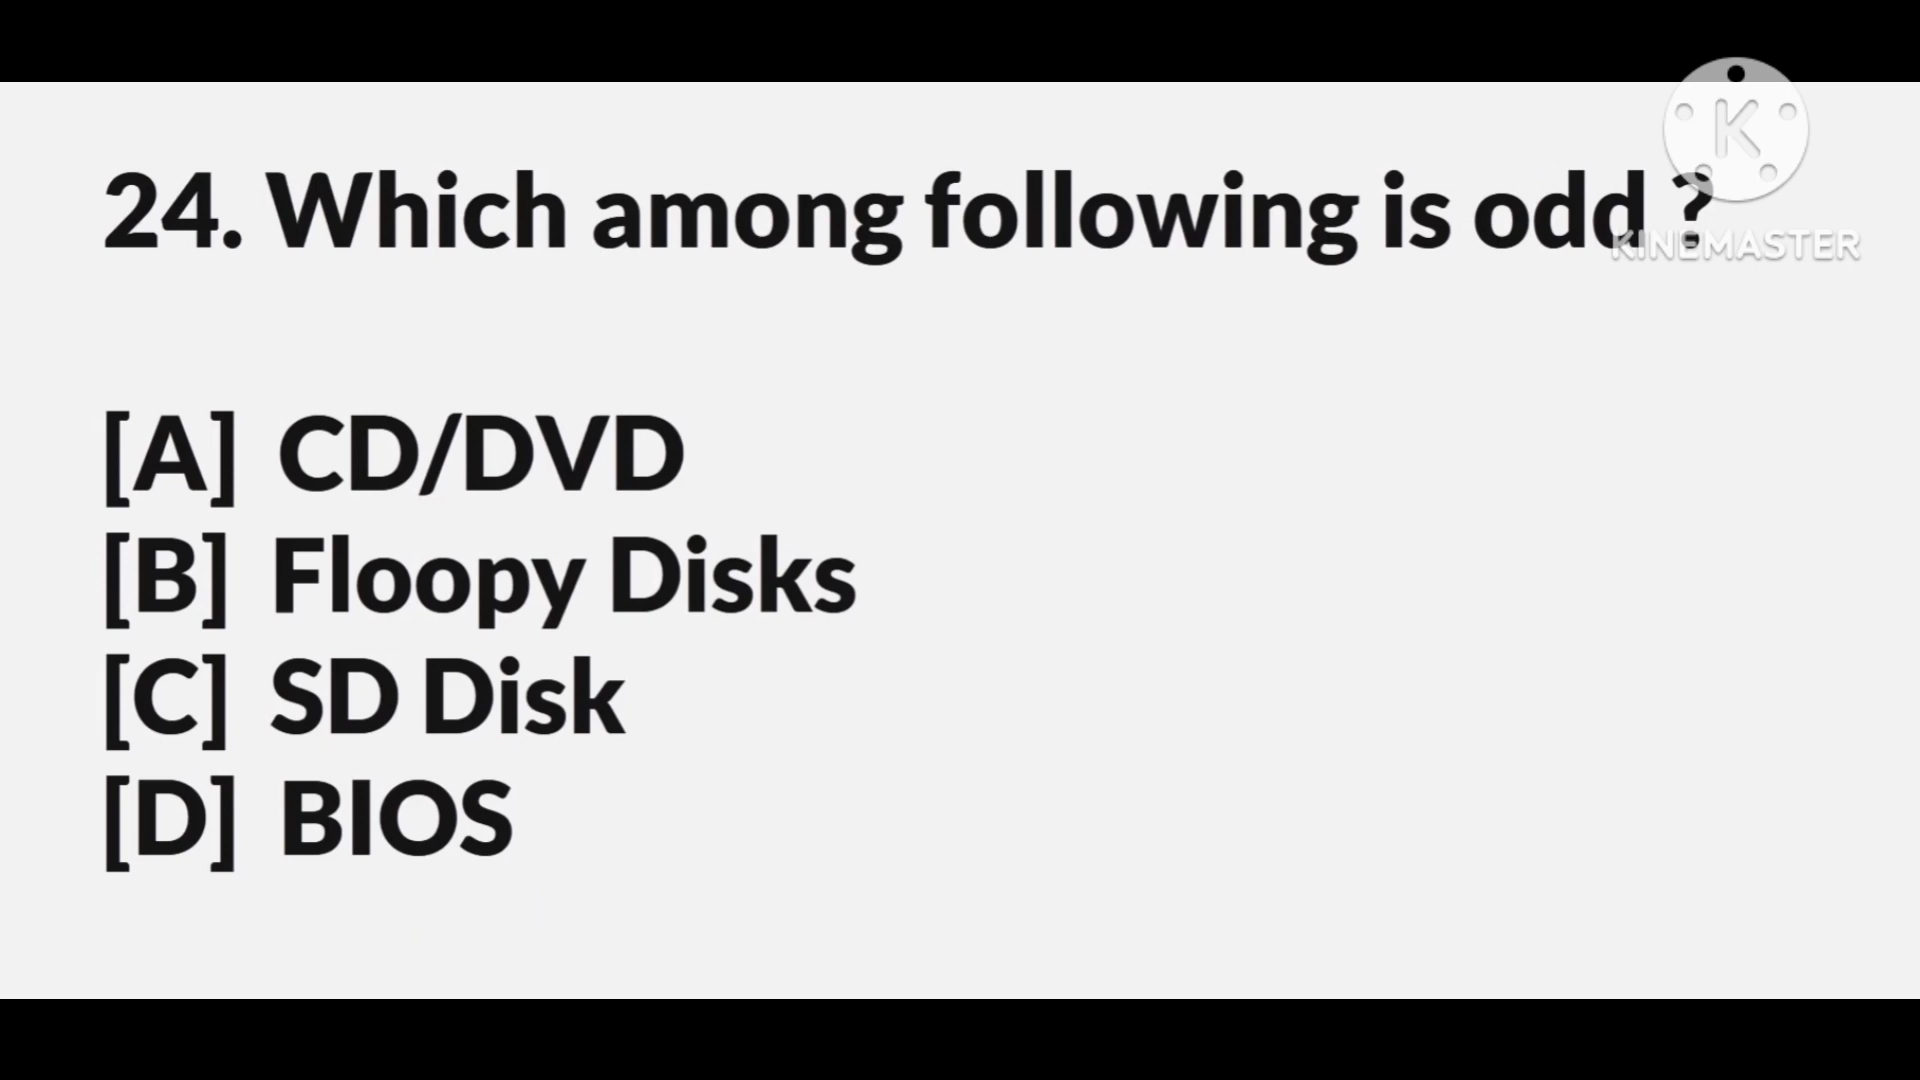 24. Which among following is odd ?
K
KINEMASTER
[A] CD/DVD
[B] Floopy Disks
[C] SD Disk
[D] BIOS